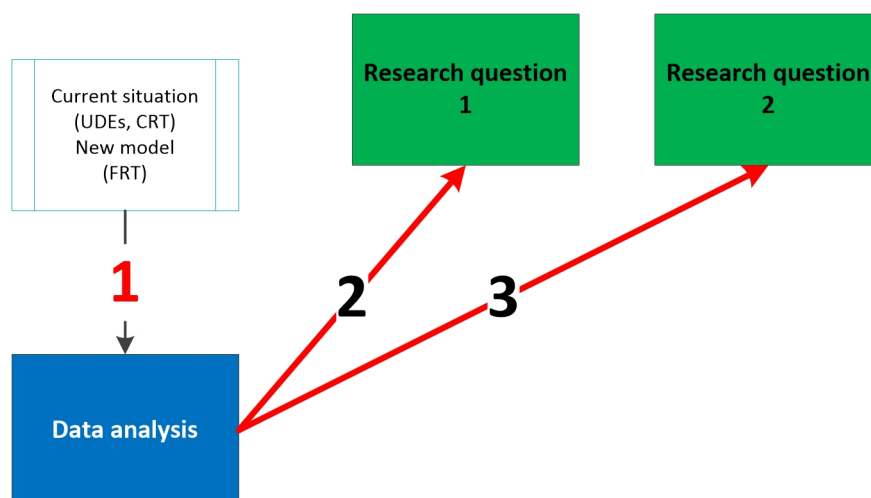 Current situation
(UDEs, CRT)
New model
(FRT)
Research question
1
Research question
2
1
2
3
Data analysis